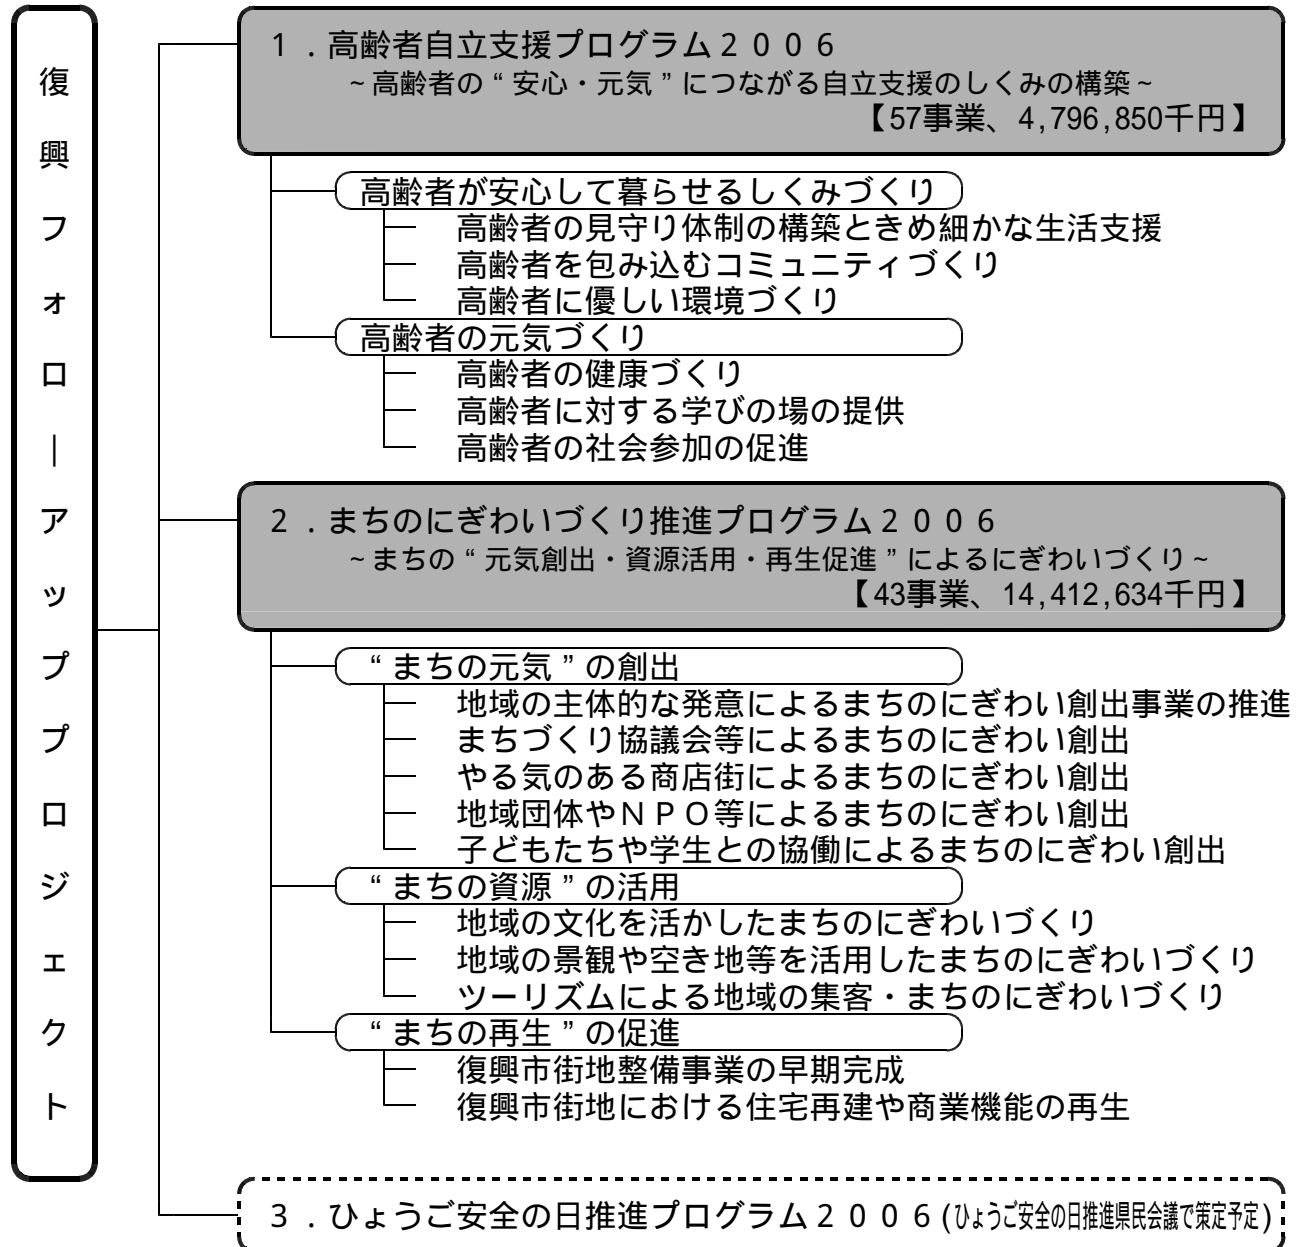 復興フォロｰアッププロジェクト
１．高齢者自立支援プログラム２００６
~高齢者の“安心・元気”につながる自立支援のしくみの構築~
【57事業、4,796,850千円】
高齢者が安心して暮らせるしくみづくり
高齢者の見守り体制の構築ときめ細かな生活支援
高齢者を包み込むコミュニティづくり
高齢者に優しい環境づくり
高齢者の元気づくり
高齢者の健康づくり
高齢者に対する学びの場の提供
高齢者の社会参加の促進
２．まちのにぎわいづくり推進プログラム２００６
~まちの“元気創出・資源活用・再生促進”によるにぎわいづくり~
【43事業、14,412,634千円】
“まちの元気”の創出
地域の主体的な発意によるまちのにぎわい創出事業の推進
まちづくり協議会等によるまちのにぎわい創出
やる気のある商店街によるまちのにぎわい創出
地域団体やＮＰＯ等によるまちのにぎわい創出
子どもたちや学生との協働によるまちのにぎわい創出
“まちの資源”の活用
地域の文化を活かしたまちのにぎわいづくり
地域の景観や空き地等を活用したまちのにぎわいづくり
ツーリズムによる地域の集客・まちのにぎわいづくり
“まちの再生”の促進
復興市街地整備事業の早期完成
復興市街地における住宅再建や商業機能の再生
３．ひょうご安全の日推進プログラム２００６(ひょうご安全の日推進県民会議で策定予定)